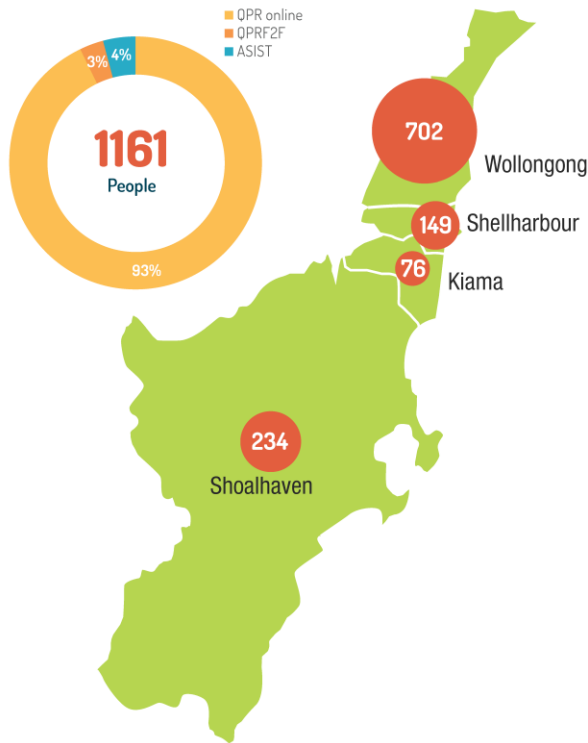 QPR online
QPRF2F
ASIST
3%
4%
1161
People
93%
702
Wollongong
149
Shellharbour
76
Kiama
234
Shoalhaven